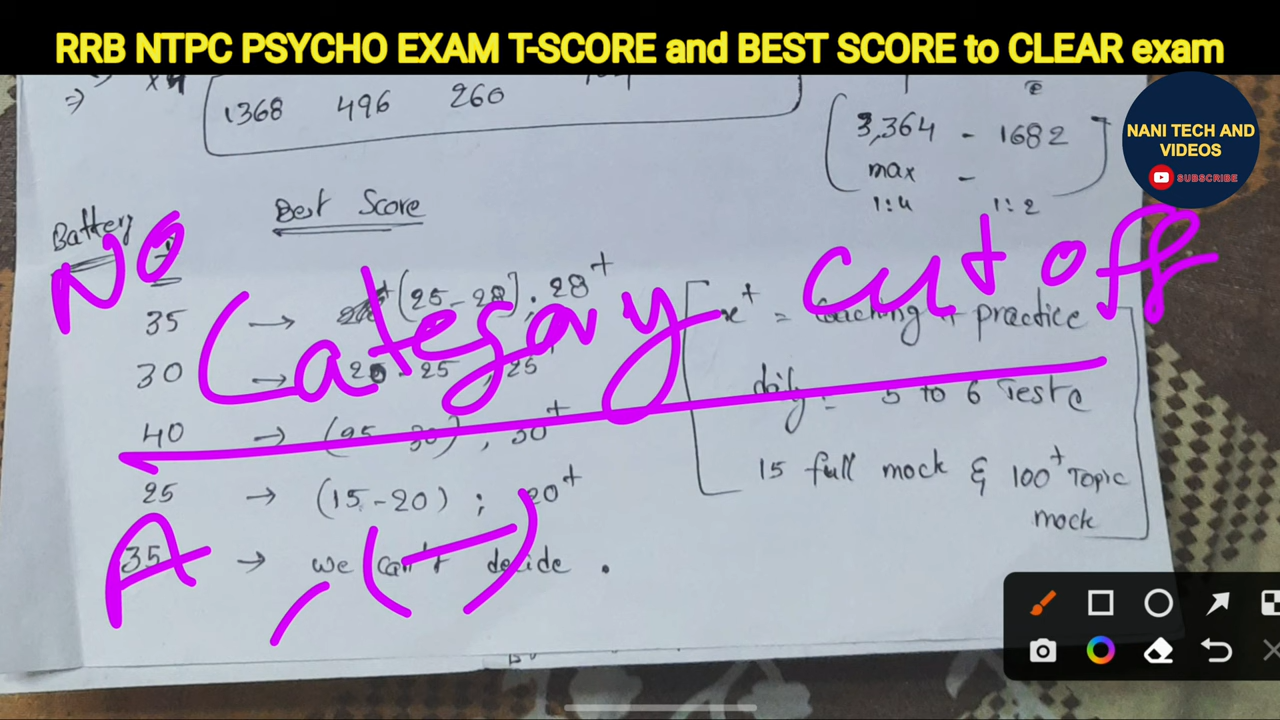 RRB NTPC PSYCHO EXAM T-SCORE and BEST SCORE to CLEAR exam
NANI TECH AND
VIDEOS
SUBSCRIBE
1368 496 260
3,364 - 1682
max -
1:4 1:2
Battery
Best Score
No
Category cut off
35 → (25-28), 28+
30 → 25, 25+
40 → 30+
25 → (15-20) ; 20+
35 → we can't decide.
A, (-)
= coaching + practice
daily = 5 to 6 Tests
15 full mock & 100+ Topic
mock